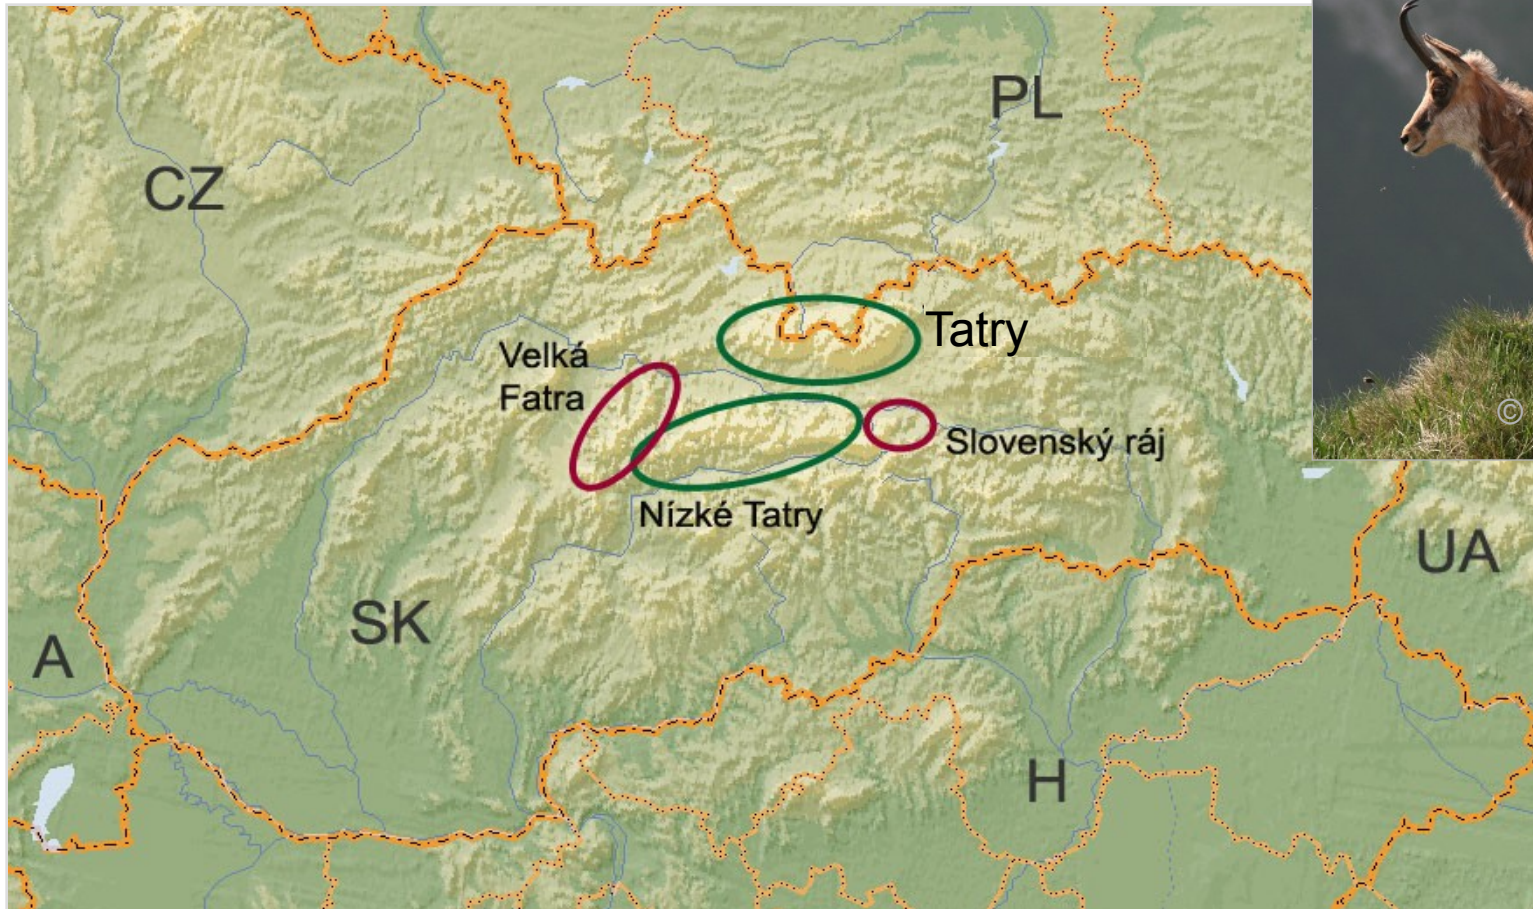 PL
CZ
Tatry
Velká
Fatra
Slovenský ráj
Nízké Tatry
UA
SK
A
H
©